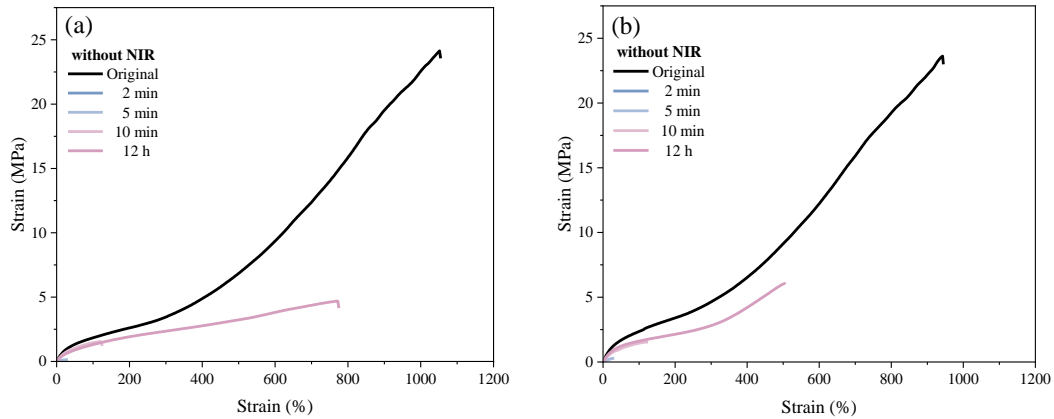 (a)
without NIR
Original
2 min
5 min
10 min
12 h
Strain (MPa)
25
20
15
10
5
0
0 200 400 600 800 1000 1200
Strain (%)
(b)
without NIR
Original
2 min
5 min
10 min
12 h
Strain (MPa)
25
20
15
10
5
0
0 200 400 600 800 1000 1200
Strain (%)